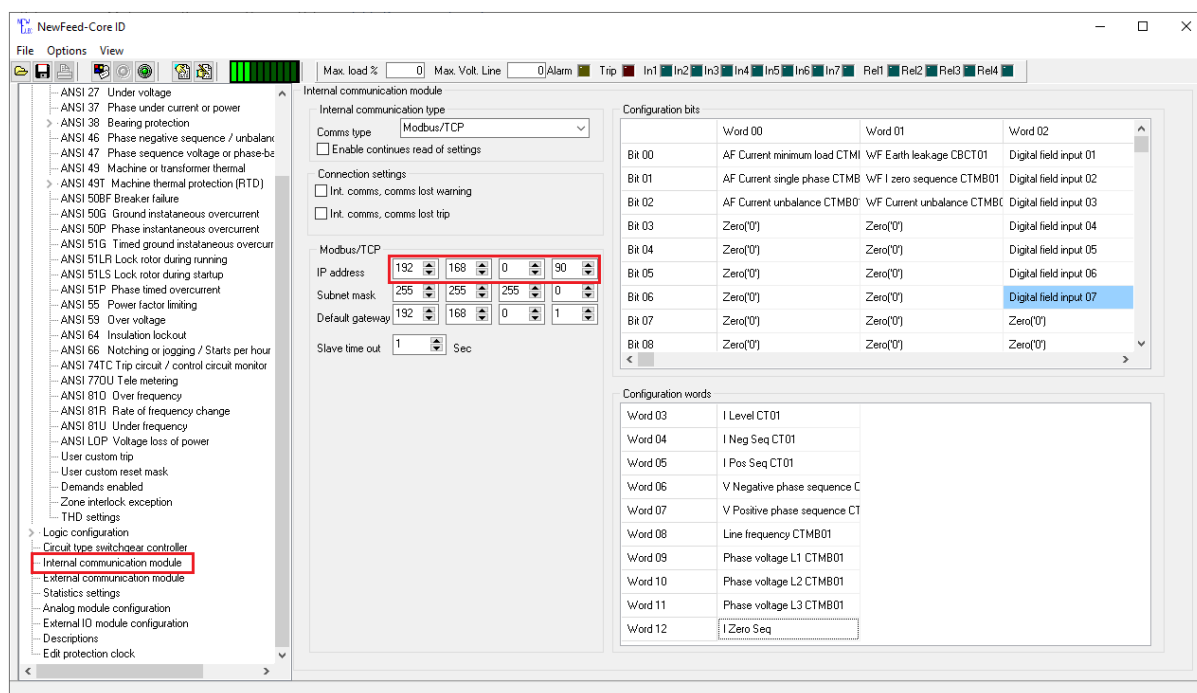 NewFeed-Core ID
File Options View
Max. load % 0 Max. Volt. Line 0 Alarm Trip In1 In2 In3 In4 In5 In6 In7 Rel1 Rel2 Rel3 Rel4
ANSI 27 Under voltage
ANSI 37 Phase under current or power
ANSI 38 Bearing protection
ANSI 46 Phase negative sequence / unbalanc
ANSI 47 Phase sequence voltage or phase-ba
ANSI 49 Machine or transformer thermal
ANSI 49T Machine thermal protection (RTD)
ANSI 50BF Breaker failure
ANSI 50G Ground instataneous overcurrent
ANSI 50P Phase instataneous overcurrent
ANSI 51G Timed ground instataneous overcurr
ANSI 51LR Lock rotor during running
ANSI 51LS Lock rotor during startup
ANSI 51P Phase timed overcurrent
ANSI 55 Power factor limiting
ANSI 59 Over voltage
ANSI 64 Insulation lockout
ANSI 66 Notching or jogging / Starts per hour
ANSI 74TC Trip circuit / control circuit monitor
ANSI 77OU Tele metering
ANSI 81O Over frequency
ANSI 81R Rate of frequency change
ANSI 81U Under frequency
ANSI LOP Voltage loss of power
User custom trip
User custom reset mask
Demands enabled
Zone interlock exception
THD settings
Logic configuration
Circuit type switchgear controller
Internal communication module
External communication module
Statistics settings
Analog module configuration
External IO module configuration
Descriptions
Edit protection clock
Internal communication module
Internal communication type
Comms type Modbus/TCP
Enable continues read of settings
Connection settings
Int. comms, comms lost warning
Int. comms, comms lost trip
Modbus/TCP
IP address 192 168 0 90
Subnet mask 255 255 255 0
Default gateway 192 168 0 1
Slave time out 1 Sec
Configuration bits
Word 00 Word 01 Word 02
Bit 00 AF Current minimum load CTMI WF Earth leakage CBCT01 Digital field input 01
Bit 01 AF Current single phase CTMB WF I zero sequence CTMB01 Digital field input 02
Bit 02 AF Current unbalance CTMB0 WF Current unbalance CTMB0 Digital field input 03
Bit 03 Zero('0') Zero('0') Digital field input 04
Bit 04 Zero('0') Zero('0') Digital field input 05
Bit 05 Zero('0') Zero('0') Digital field input 06
Bit 06 Zero('0') Zero('0') Digital field input 07
Bit 07 Zero('0') Zero('0') Zero('0')
Bit 08 Zero('0') Zero('0') Zero('0')
Configuration words
Word 03 I Level CT01
Word 04 I Neg Seq CT01
Word 05 I Pos Seq CT01
Word 06 V Negative phase sequence C
Word 07 V Positive phase sequence CT
Word 08 Line frequency CTMB01
Word 09 Phase voltage L1 CTMB01
Word 10 Phase voltage L2 CTMB01
Word 11 Phase voltage L3 CTMB01
Word 12 I Zero Seq